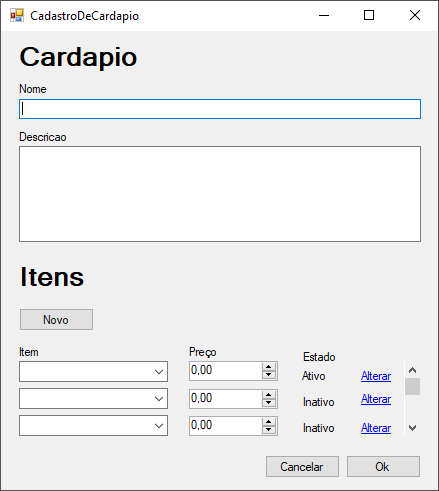 CadastroDeCardapio
Cardapio
Nome
Descricao
Itens
Novo
Item Preço Estado
0,00 Ativo Alterar
0,00 Inativo Alterar
0,00 Inativo Alterar
Cancelar Ok